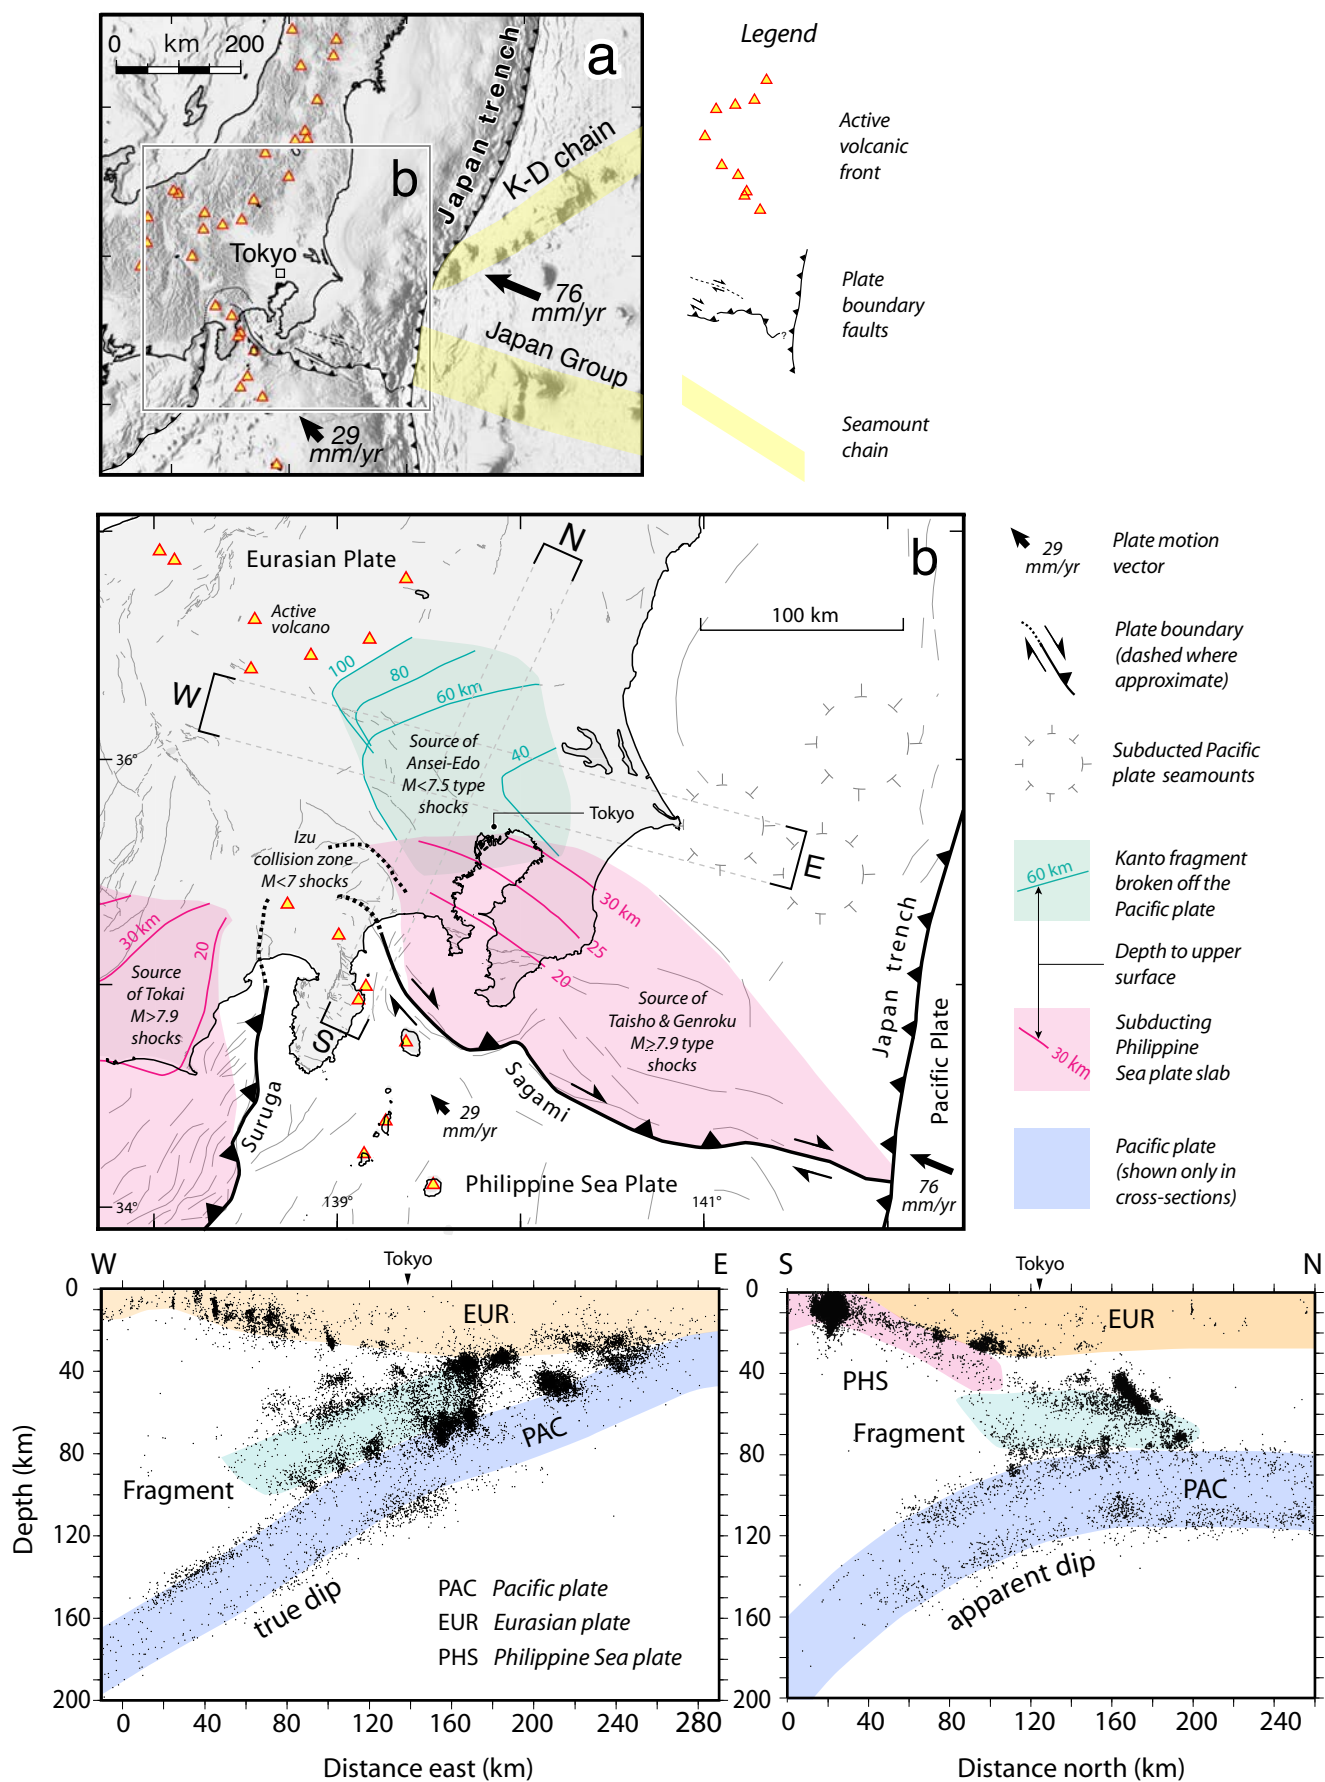 0 km 200
a
Japan trench
K-D chain
b
Tokyo
76
mm/yr
Japan Group
29
mm/yr
Legend
Active
volcanic
front
Plate
boundary
faults
?
Seamount
chain
b
N
Eurasian Plate
Active
volcano
100 km
W
100
80
60 km
40
Source of
Ansei-Edo
M<7.5 type
shocks
36°
Tokyo
Izu
collision zone
M<7 shocks
E
30 km
20
Source
of Tokai
M>7.9
shocks
30 km
25
20
Source of
Taisho & Genroku
M≥7.9 type
shocks
S
Suruga
Sagami
Japan trench
Pacific Plate
29
mm/yr
Philippine Sea Plate
76
mm/yr
34°
139°
141°
29
mm/yr
Plate motion
vector
Plate boundary
(dashed where
approximate)
Subducted Pacific
plate seamounts
60 km
Kanto fragment
broken off the
Pacific plate
Depth to upper
surface
30 km
Subducting
Philippine
Sea plate slab
Pacific plate
(shown only in
cross-sections)
W
Tokyo
E
0
40
80
120
160
200
Depth (km)
EUR
PAC
Fragment
true dip
PAC Pacific plate
EUR Eurasian plate
PHS Philippine Sea plate
0 40 80 120 160 200 240 280
Distance east (km)
S
Tokyo
N
0
40
80
120
160
200
EUR
PHS
Fragment
PAC
apparent dip
0 40 80 120 160 200 240
Distance north (km)